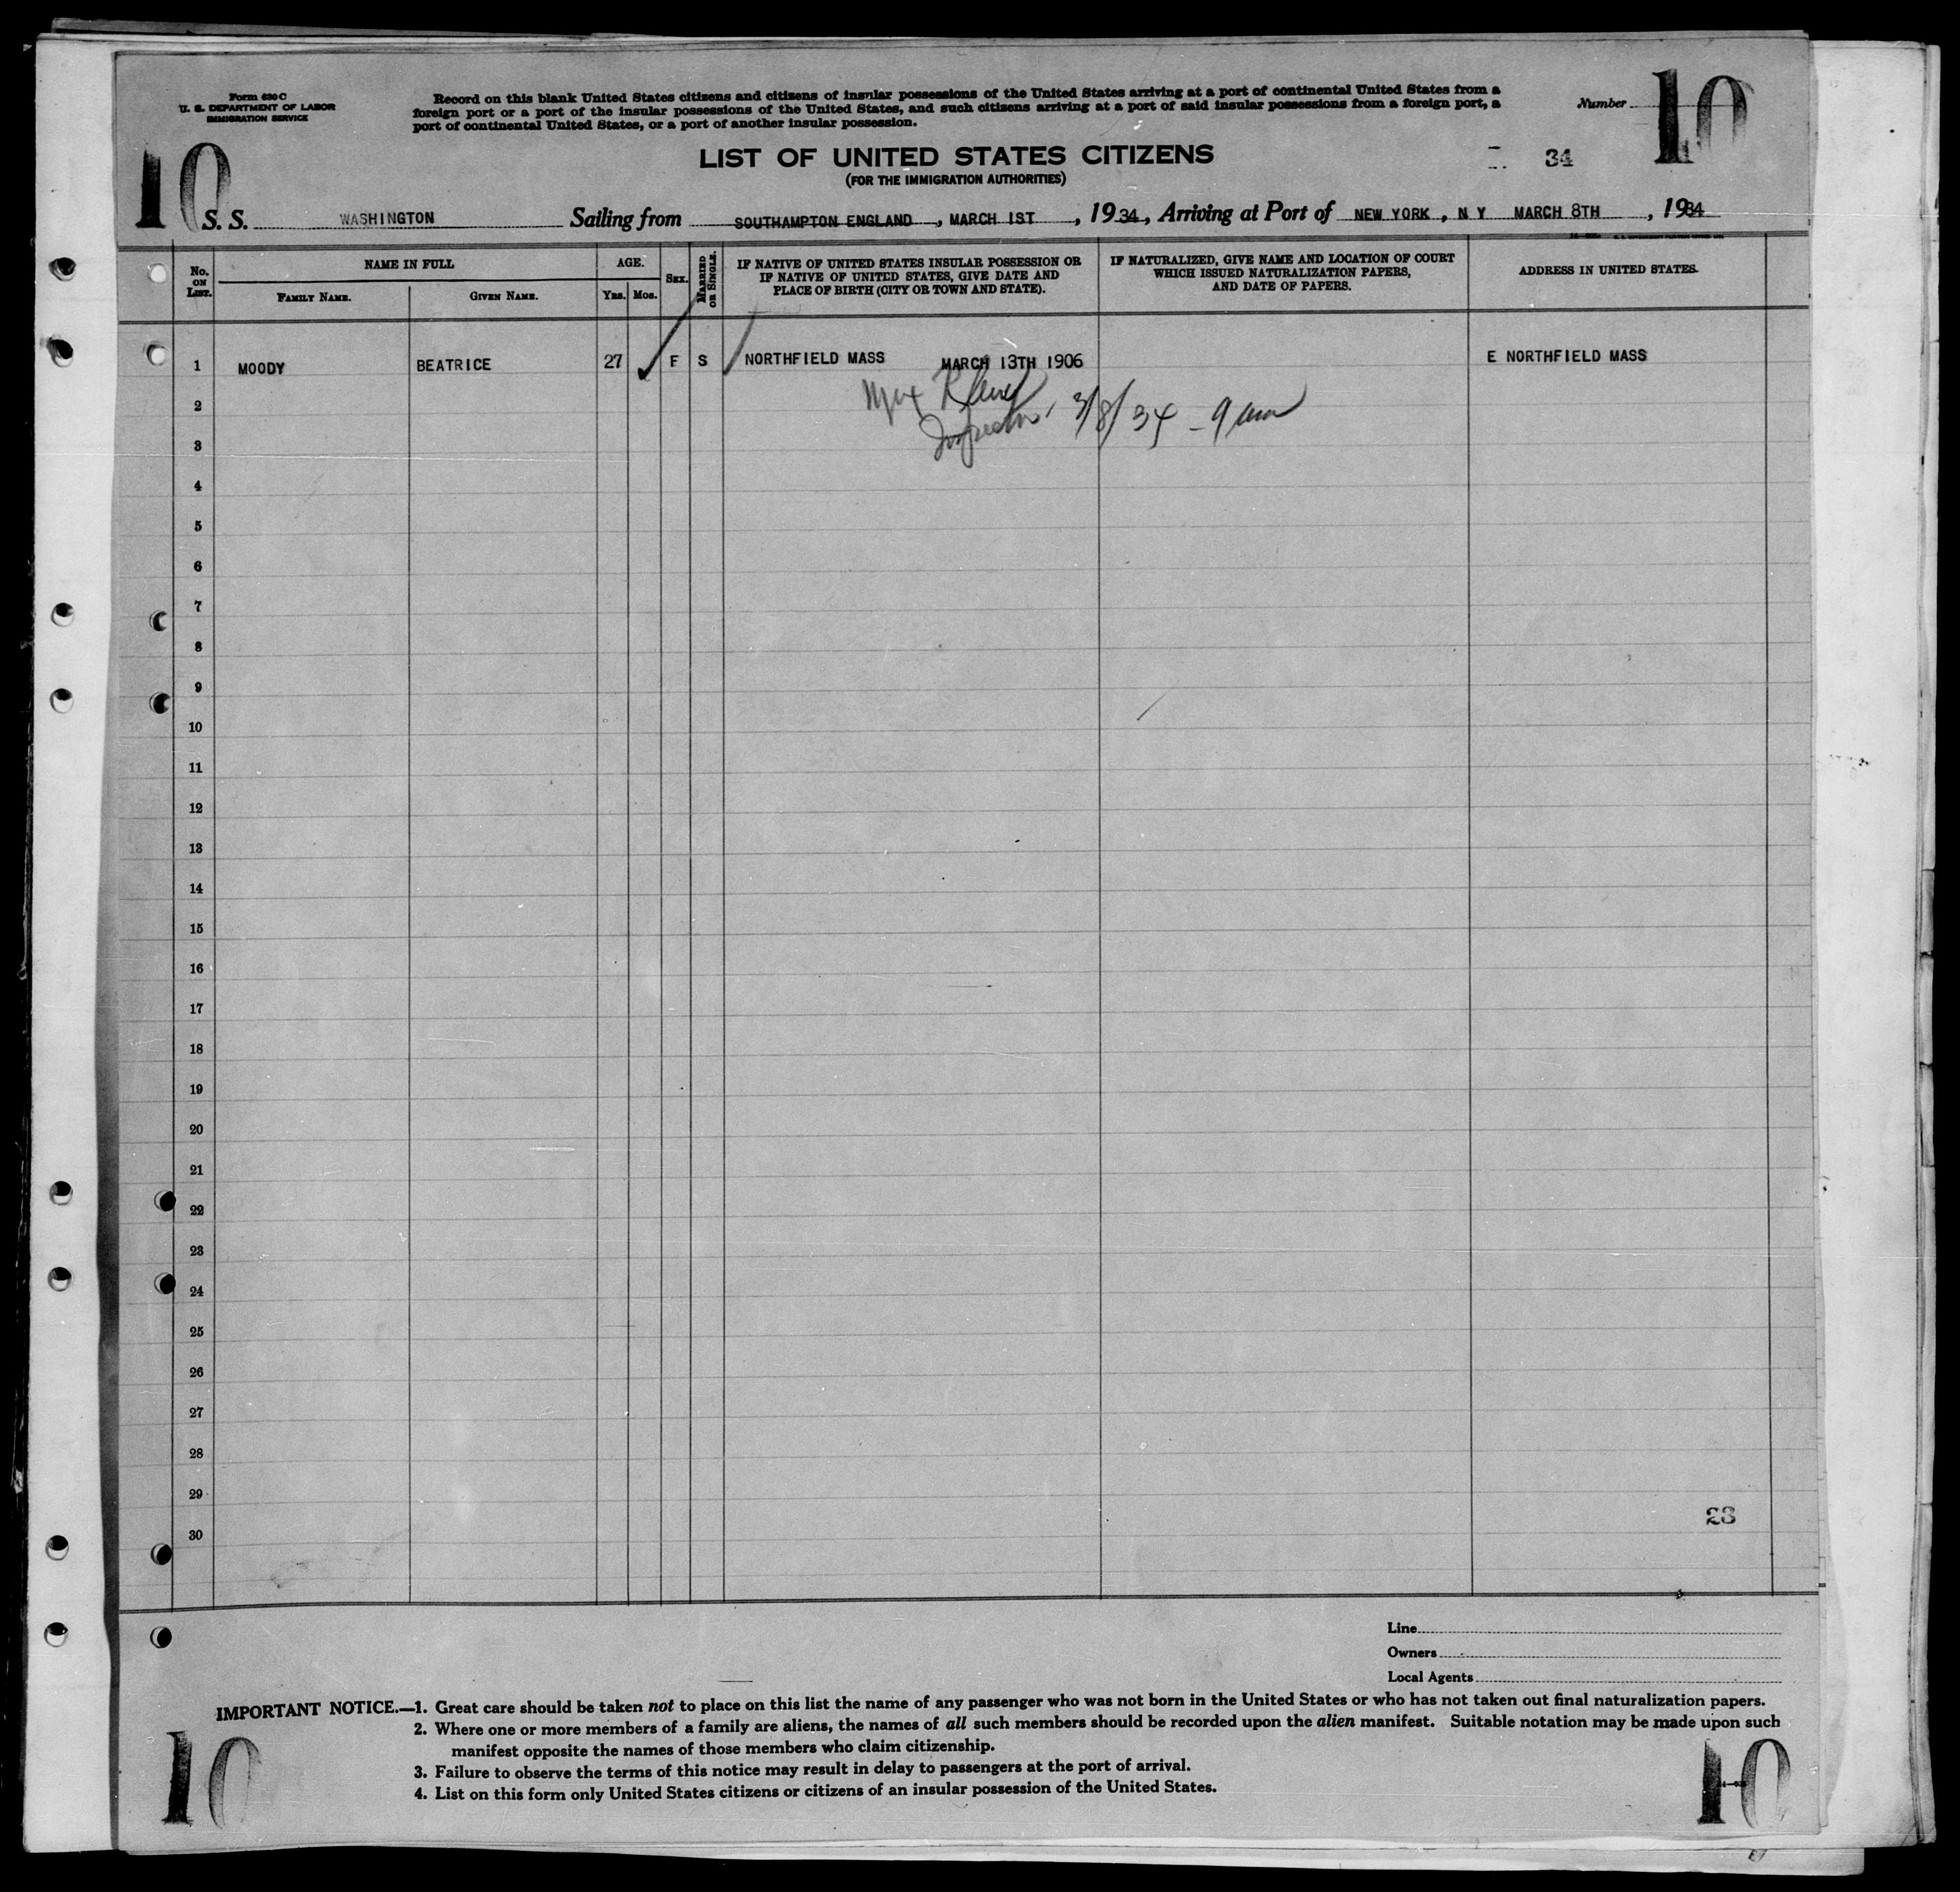 Form 630 C
U. S. DEPARTMENT OF LABOR
IMMIGRATION SERVICE
Record on this blank United States citizens and citizens of insular possessions of the United States arriving at a port of continental United States from a
foreign port or a port of the insular possessions of the United States, and such citizens arriving at a port of said insular possessions from a foreign port, a
port of continental United States, or a port of another insular possession.
Number
10
10
LIST OF UNITED STATES CITIZENS
(FOR THE IMMIGRATION AUTHORITIES)
34
S. S. WASHINGTON Sailing from SOUTHAMPTON ENGLAND, MARCH 1ST, 1934, Arriving at Port of NEW YORK, N Y MARCH 8TH, 1934
No. ON LIST.
NAME IN FULL
FAMILY NAME.
GIVEN NAME.
AGE.
YRS.
MOS.
SEX.
MARRIED OR SINGLE.
IF NATIVE OF UNITED STATES INSULAR POSSESSION OR
IF NATIVE OF UNITED STATES, GIVE DATE AND
PLACE OF BIRTH (CITY OR TOWN AND STATE).
IF NATURALIZED, GIVE NAME AND LOCATION OF COURT
WHICH ISSUED NATURALIZATION PAPERS,
AND DATE OF PAPERS.
ADDRESS IN UNITED STATES.
1 MOODY BEATRICE 27 ✓ F S NORTHFIELD MASS MARCH 13TH 1906 E NORTHFIELD MASS
Max
Inspector 3/8/34 - 9 am
2
3
4
5
6
7
8
9
10
11
12
13
14
15
16
17
18
19
20
21
22
23
24
25
26
27
28
29
30
23
Line
Owners
Local Agents
IMPORTANT NOTICE.—1. Great care should be taken not to place on this list the name of any passenger who was not born in the United States or who has not taken out final naturalization papers.
2. Where one or more members of a family are aliens, the names of all such members should be recorded upon the alien manifest. Suitable notation may be made upon such
manifest opposite the names of those members who claim citizenship.
3. Failure to observe the terms of this notice may result in delay to passengers at the port of arrival.
4. List on this form only United States citizens or citizens of an insular possession of the United States.
10
10